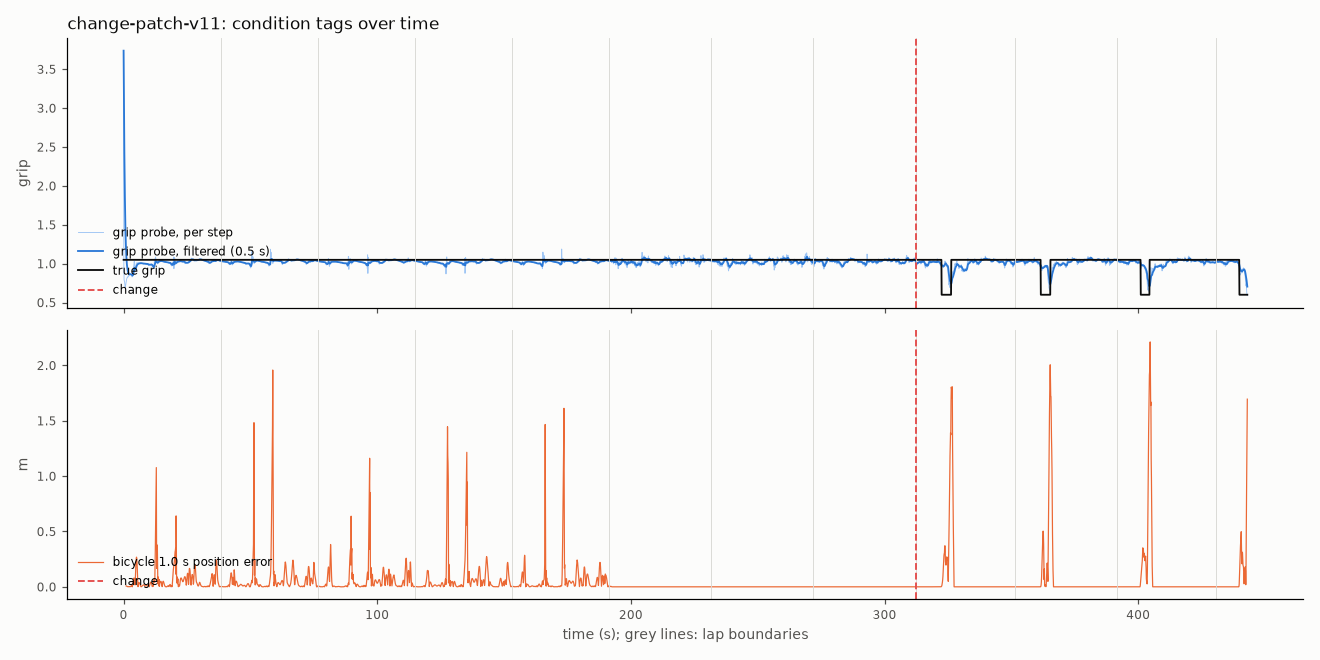 change-patch-v11: condition tags over time
grip
3.5
3.0
2.5
2.0
1.5
1.0
0.5
grip probe, per step
grip probe, filtered (0.5 s)
true grip
change
m
2.0
1.5
1.0
0.5
0.0
bicycle 1.0 s position error
change
0 100 200 300 400
time (s); grey lines: lap boundaries